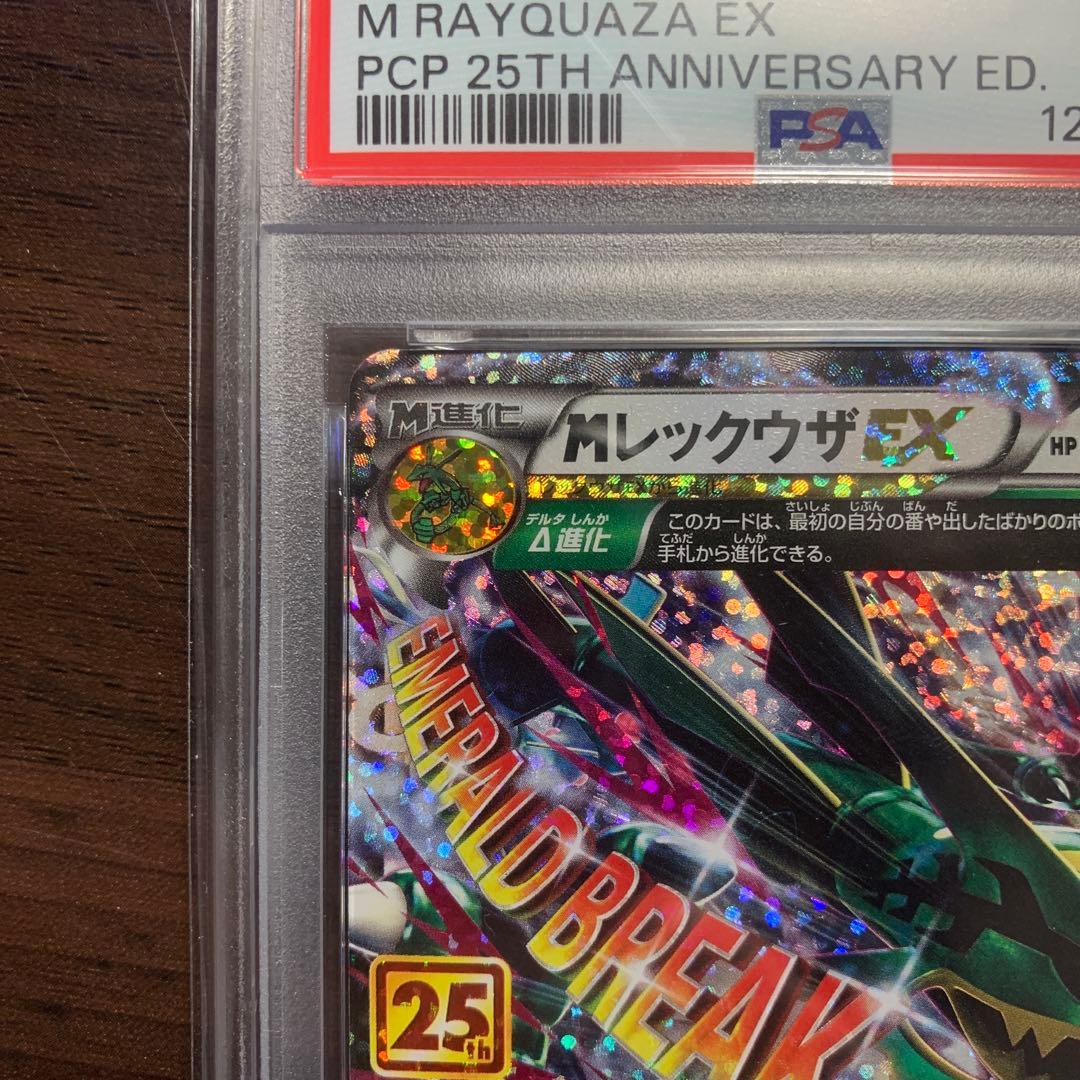 M RAYQUAZA EX
PCP 25TH ANNIVERSARY ED.
PSA
12
M進化
MレックウザEX
HP
デルタ しんか
Δ進化
さいしょ じぶん ばん だ
このカードは、最初の自分の番や出したばかりのポ
てふだ しんか
手札から進化できる。
EMERALD BREAK
25th